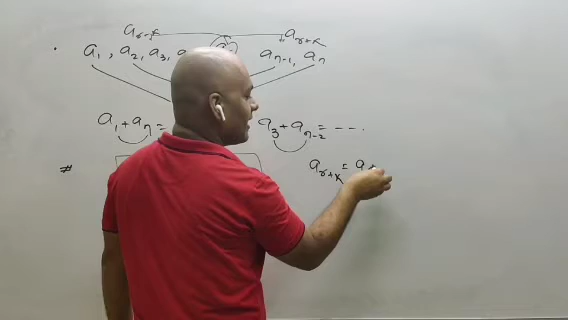 a_{r-k} a_{r+k}
a_1, a_2, a_3, a_{n-1}, a_n
a_1 + a_n = a_3 + a_{n-2} = - - - .
# a_{r+k} = a +